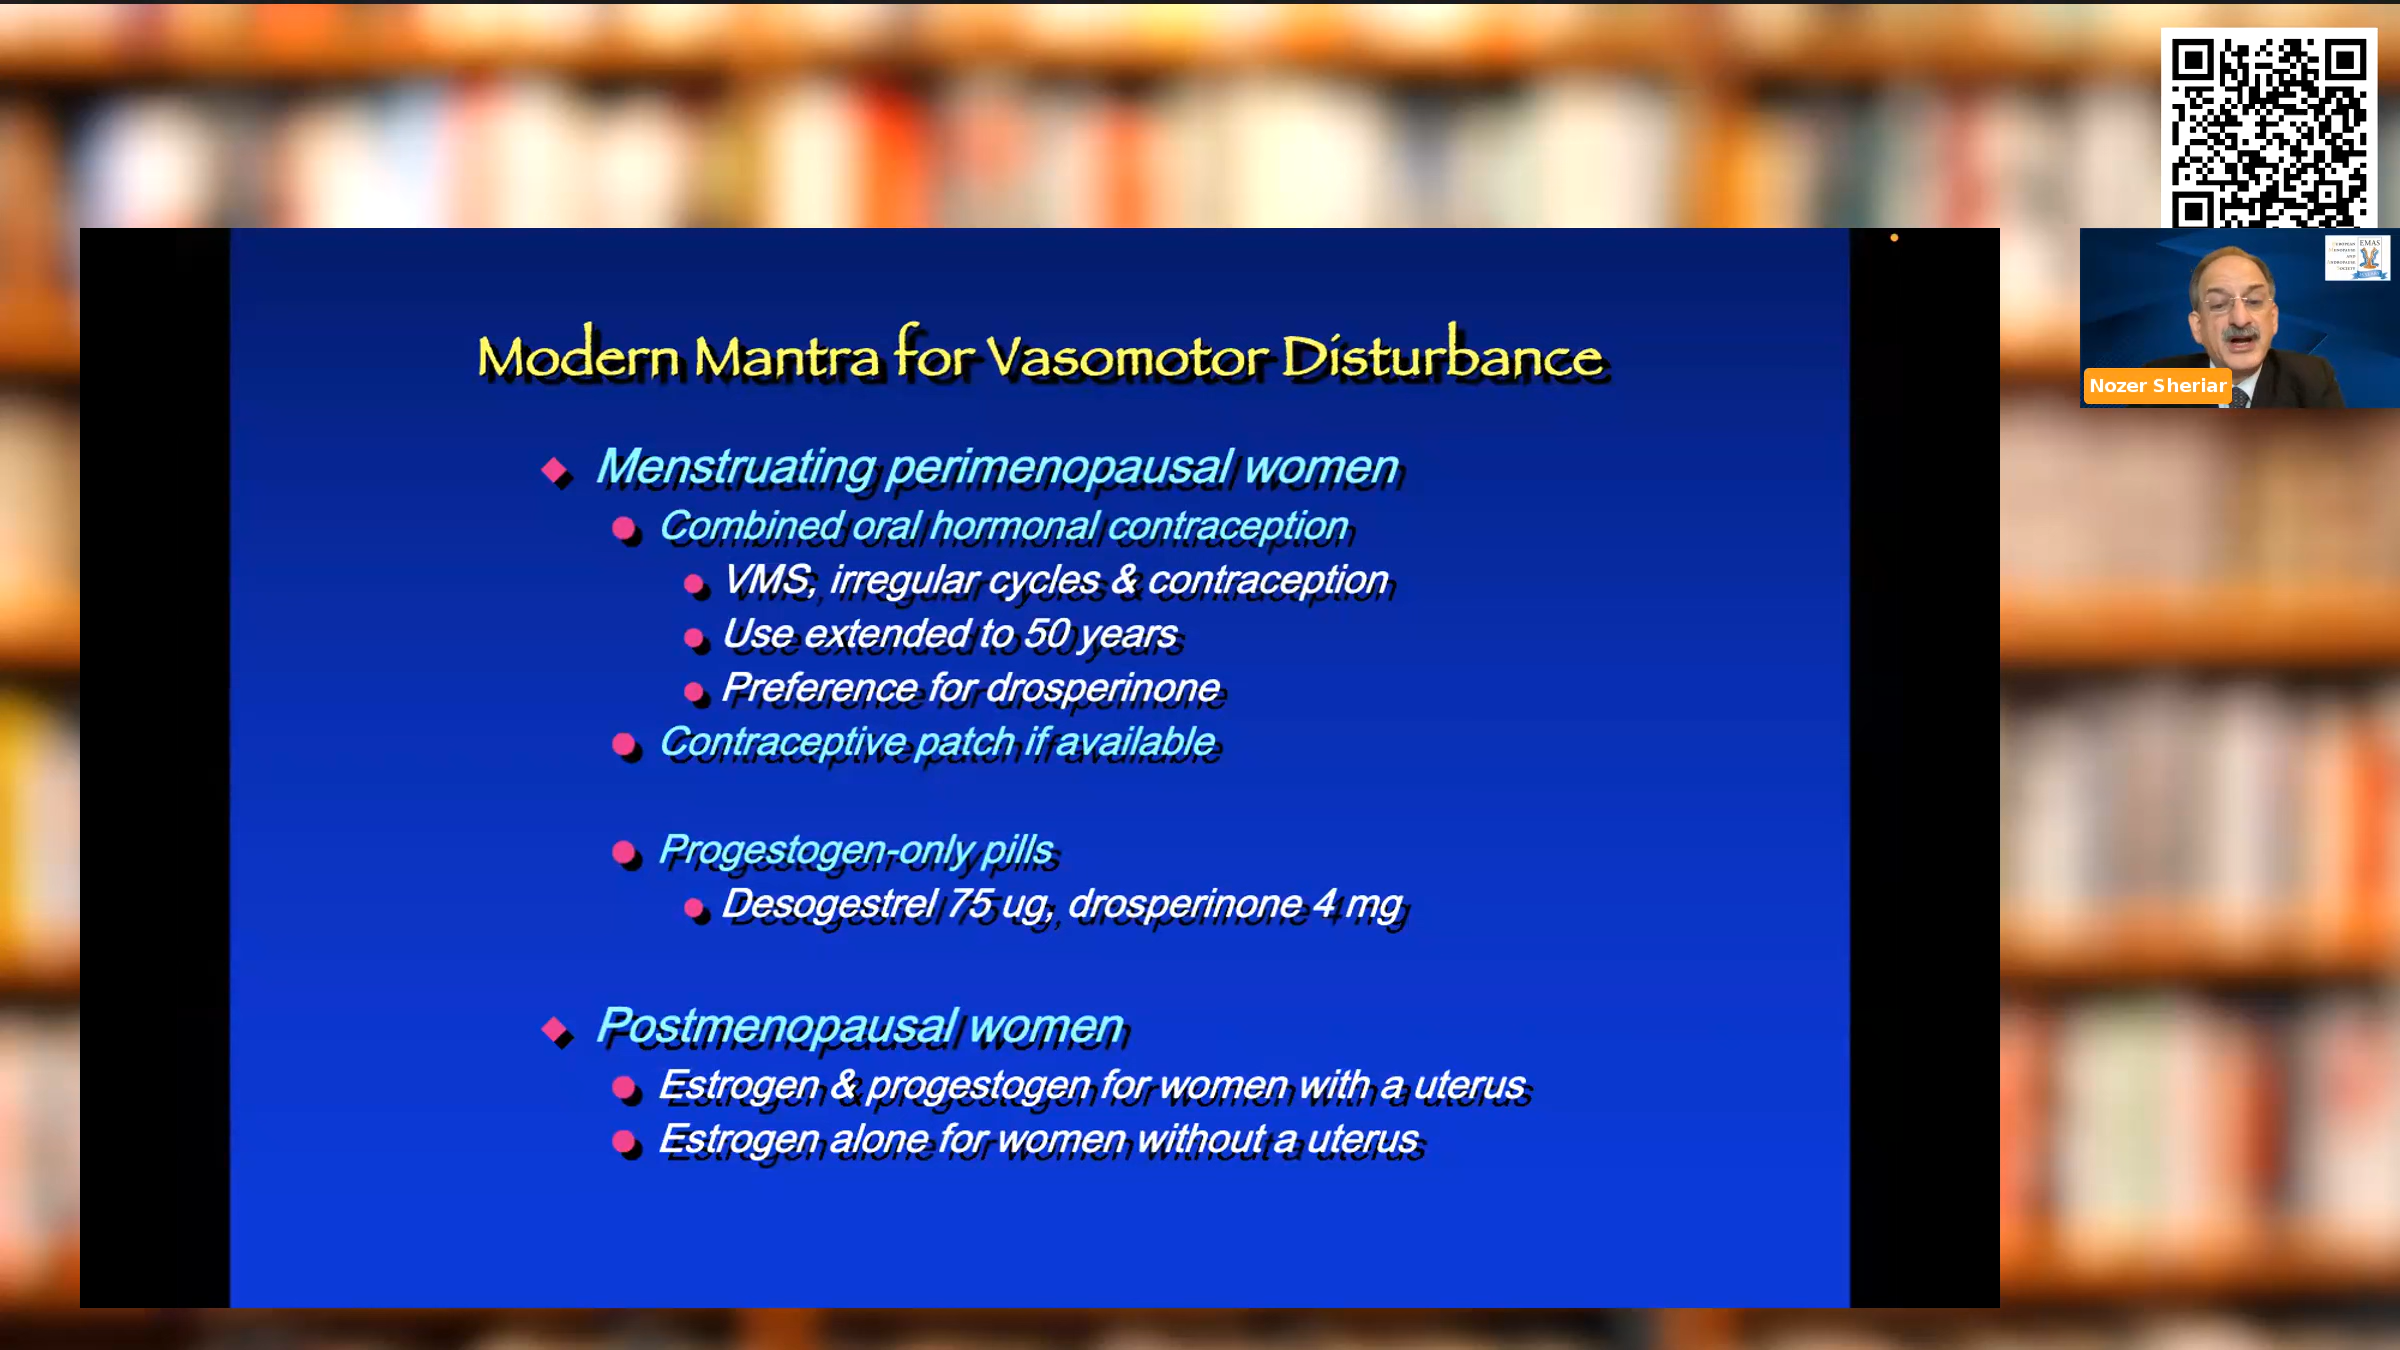 Modern Mantra for Vasomotor Disturbance
Menstruating perimenopausal women
Combined oral hormonal contraception
VMS, irregular cycles & contraception
Use extended to 50 years
Preference for drosperinone
Contraceptive patch if available
Progestogen-only pills
Desogestrel 75 ug, drosperinone 4 mg
Postmenopausal women
Estrogen & progestogen for women with a uterus
Estrogen alone for women without a uterus
EMAS
Nozer Sheriar